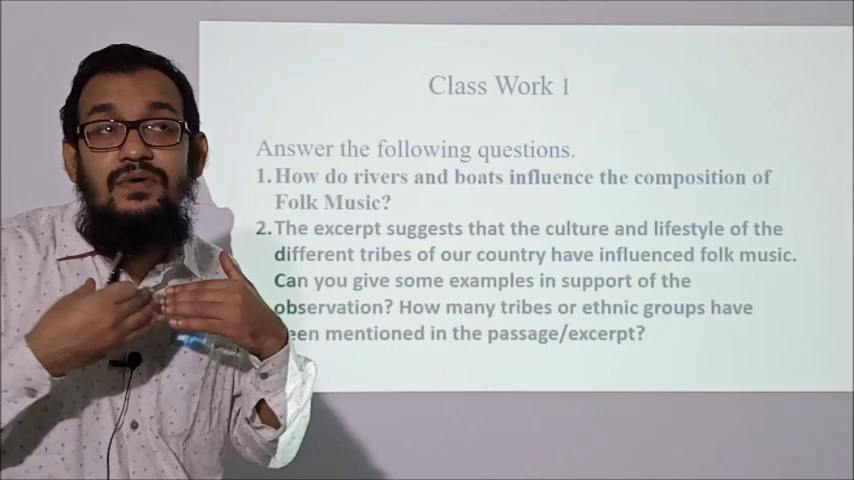 Class Work 1
Answer the following questions.
1. How do rivers and boats influence the composition of
Folk Music?
2. The excerpt suggests that the culture and lifestyle of the
different tribes of our country have influenced folk music.
Can you give some examples in support of the
observation? How many tribes or ethnic groups have
een mentioned in the passage/excerpt?